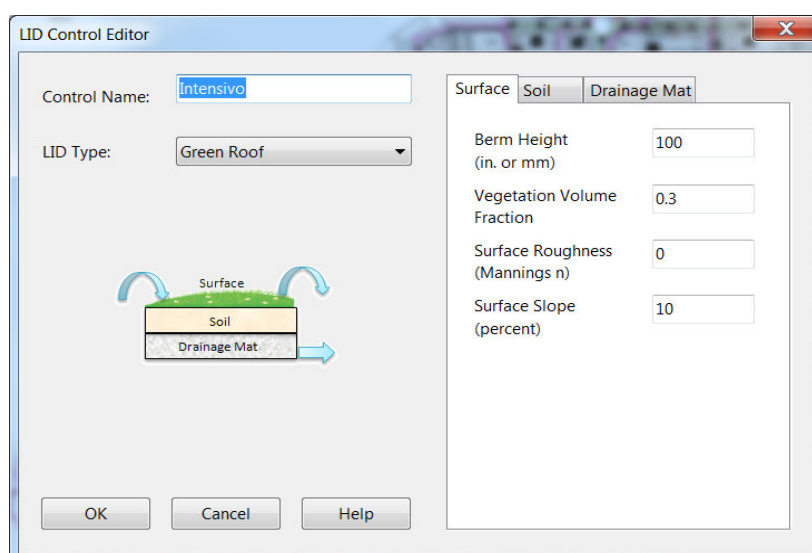 LID Control Editor
Control Name:
Intensivo
LID Type:
Green Roof
Surface
Soil
Drainage Mat
OK
Cancel
Help
Surface
Soil
Drainage Mat
Berm Height
(in. or mm)
100
Vegetation Volume
Fraction
0.3
Surface Roughness
(Mannings n)
0
Surface Slope
(percent)
10